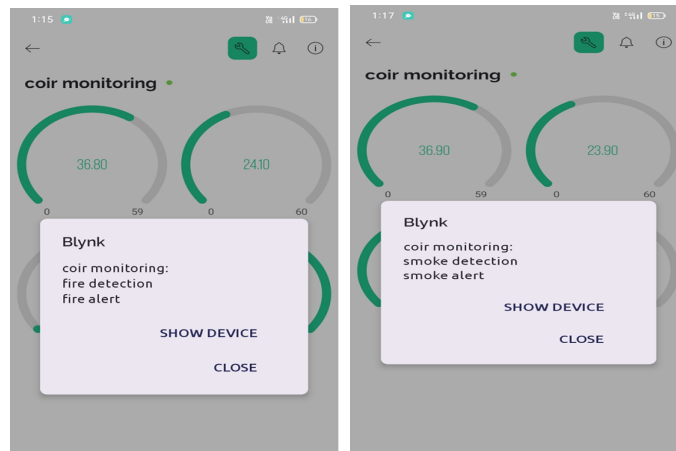 1:15
16
coir monitoring
36.80
24.10
0
59
0
60
Blynk
coir monitoring:
fire detection
fire alert
SHOW DEVICE
CLOSE
1:17
15
coir monitoring
36.90
23.90
0
59
0
60
Blynk
coir monitoring:
smoke detection
smoke alert
SHOW DEVICE
CLOSE